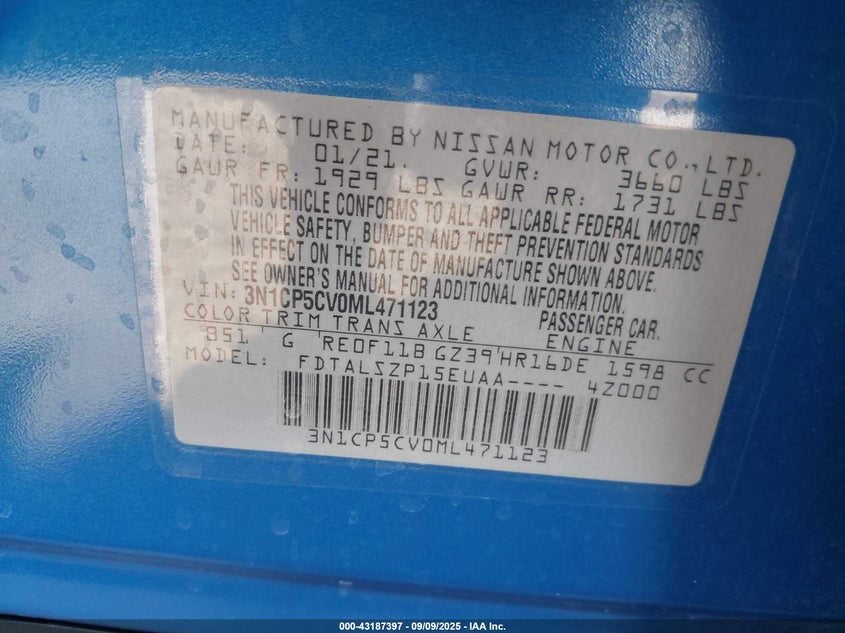 MANUFACTURED BY NISSAN MOTOR CO., LTD.
DATE: 01/21. GVWR: 3660 LBS
GAWR FR: 1929 LBS GAWR RR: 1731 LBS
THIS VEHICLE CONFORMS TO ALL APPLICABLE FEDERAL MOTOR
VEHICLE SAFETY, BUMPER AND THEFT PREVENTION STANDARDS
IN EFFECT ON THE DATE OF MANUFACTURE SHOWN ABOVE.
SEE OWNER'S MANUAL FOR ADDITIONAL INFORMATION.
VIN: 3N1CP5CV0ML471123 PASSENGER CAR.
COLOR TRIM TRANS AXLE ENGINE
B51 G RE0F11B GZ39 HR16DE 1598 CC
MODEL: FDTALSZP15EUAA---- 4Z000
3N1CP5CV0ML471123
000-43187397 - 09/09/2025 - IAA Inc.